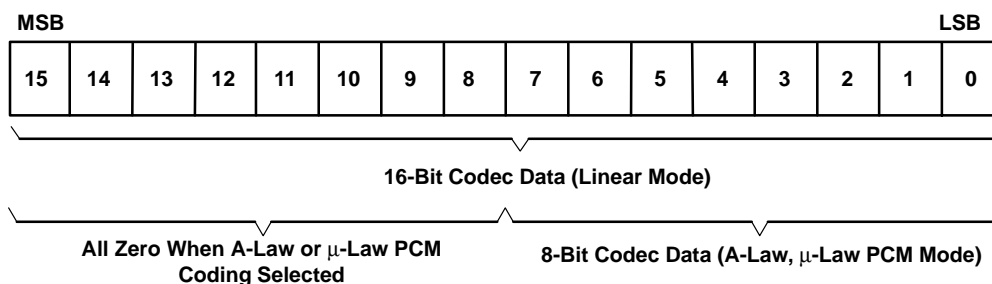 MSB LSB
15 14 13 12 11 10 9 8 7 6 5 4 3 2 1 0
16-Bit Codec Data (Linear Mode)
All Zero When A-Law or μ-Law PCM
Coding Selected
8-Bit Codec Data (A-Law, μ-Law PCM Mode)